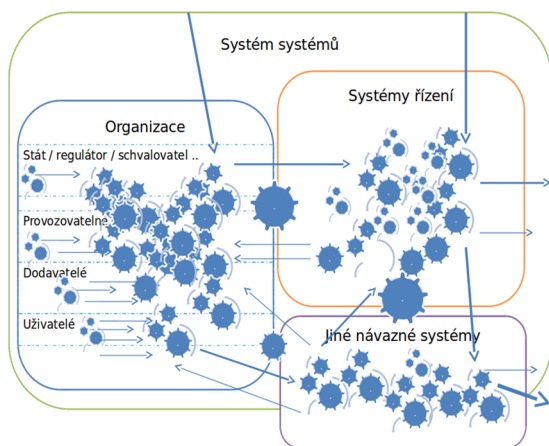 Systém systémů
Systémy řízení
Organizace
Stát / regulátor / schvalovatel ..
Provozovatelné
Dodavatelé
Uživatelé
Jiné návazné systémy